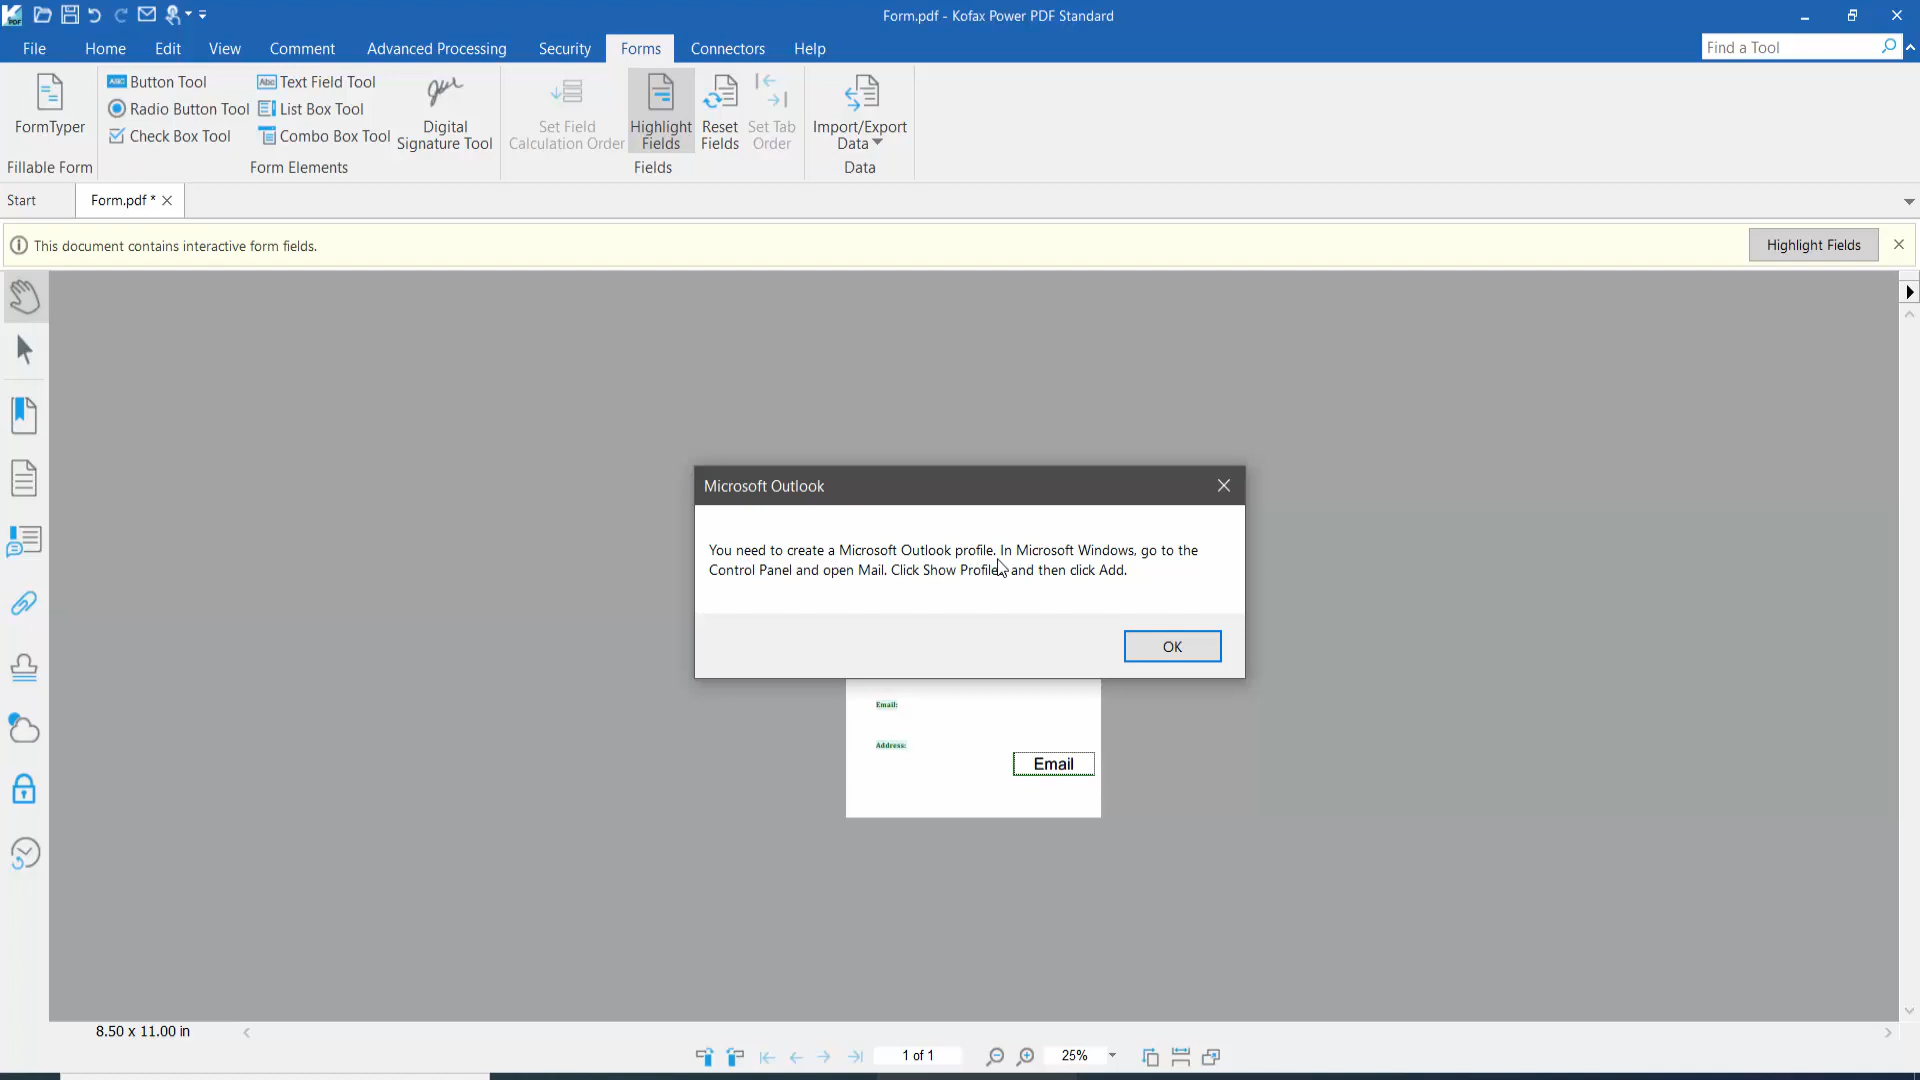 Form.pdf - Kofax Power PDF Standard
File Home Edit View Comment Advanced Processing Security Forms Connectors Help
Find a Tool
FormTyper
Fillable Form
Button Tool
Radio Button Tool
Check Box Tool
Text Field Tool
List Box Tool
Combo Box Tool
Digital
Signature Tool
Form Elements
Set Field
Calculation Order
Highlight
Fields
Reset
Fields
Set Tab
Order
Fields
Import/Export
Data
Data
Start
Form.pdf *
This document contains interactive form fields.
Highlight Fields
Microsoft Outlook
You need to create a Microsoft Outlook profile. In Microsoft Windows, go to the
Control Panel and open Mail. Click Show Profiles and then click Add.
OK
Email:
Address:
Email
8.50 x 11.00 in
1 of 1
25%